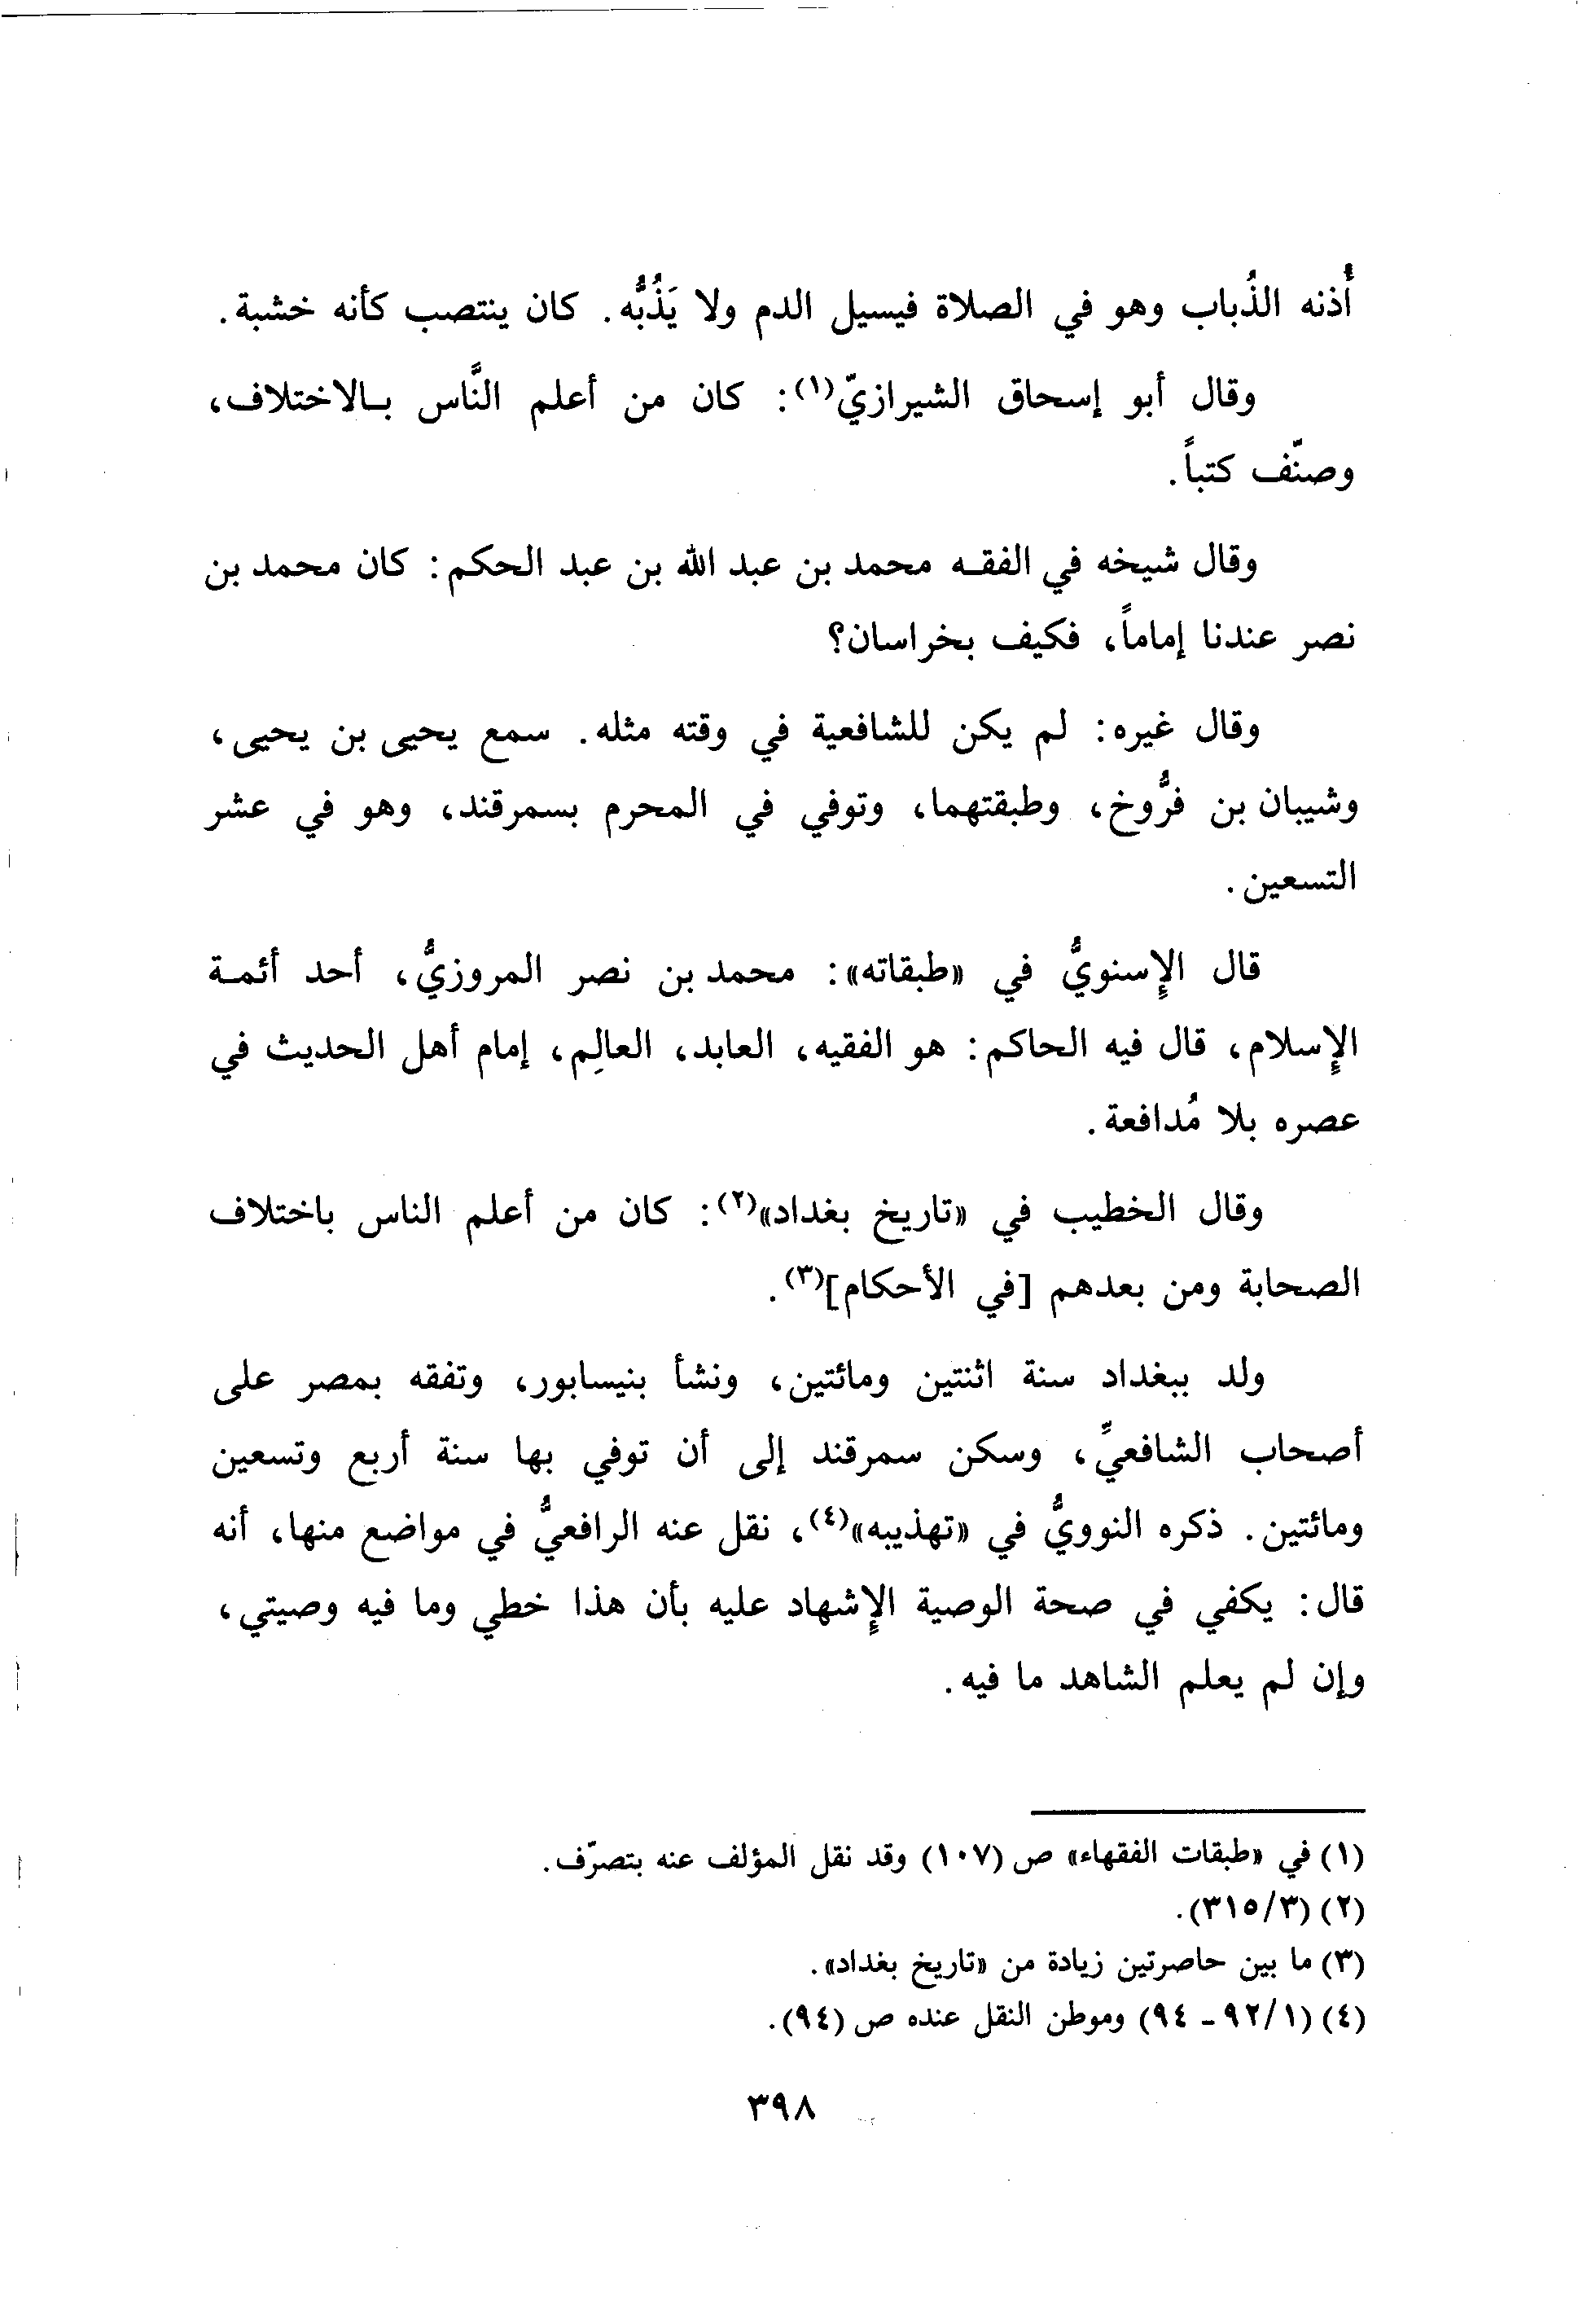 أُذنه الذُباب وهو في الصلاة فيسيل الدم ولا يَذُبُّه. كان ينتصب كأنه خشبة.
وقال أبو إسحاق الشيرازيّ(١): كان من أعلم النَّاس بالاختلاف،
وصنّف كتباً.
وقال شيخه في الفقه محمد بن عبد الله بن عبد الحكم: كان محمد بن
نصر عندنا إماماً، فكيف بخراسان؟
وقال غيره: لم يكن للشافعية في وقته مثله. سمع يحيى بن يحيى،
وشيبان بن فرُّوخ، وطبقتهما، وتوفي في المحرم بسمرقند، وهو في عشر
التسعين.
قال الإِسنويُّ في «طبقاته»: محمد بن نصر المروزيُّ، أحد أئمة
الإِسلام، قال فيه الحاكم: هو الفقيه، العابد، العالِم، إمام أهل الحديث في
عصره بلا مُدافعة.
وقال الخطيب في «تاريخ بغداد»(٢): كان من أعلم الناس باختلاف
الصحابة ومن بعدهم [في الأحكام](٣).
ولد ببغداد سنة اثنتين ومائتين، ونشأ بنيسابور، وتفقه بمصر على
أصحاب الشافعيِّ، وسكن سمرقند إلى أن توفي بها سنة أربع وتسعين
ومائتين. ذكره النوويُّ في «تهذيبه»(٤)، نقل عنه الرافعيُّ في مواضع منها، أنه
قال: يكفي في صحة الوصية الإِشهاد عليه بأن هذا خطي وما فيه وصيتي،
وإن لم يعلم الشاهد ما فيه.
(١) في «طبقات الفقهاء» ص (١٠٧) وقد نقل المؤلف عنه بتصرّف.
(٢) (٣/٣١٥).
(٣) ما بين حاصرتين زيادة من «تاريخ بغداد».
(٤) (١/٩٢ - ٩٤) وموطن النقل عنده ص (٩٤).
٣٩٨